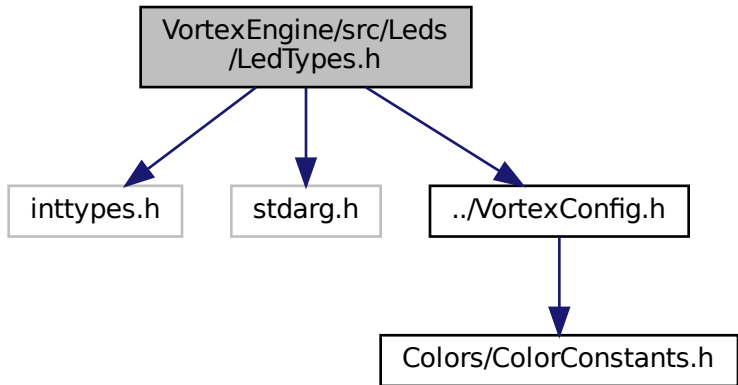 VortexEngine/src/Leds
/LedTypes.h
inttypes.h
stdarg.h
../VortexConfig.h
Colors/ColorConstants.h